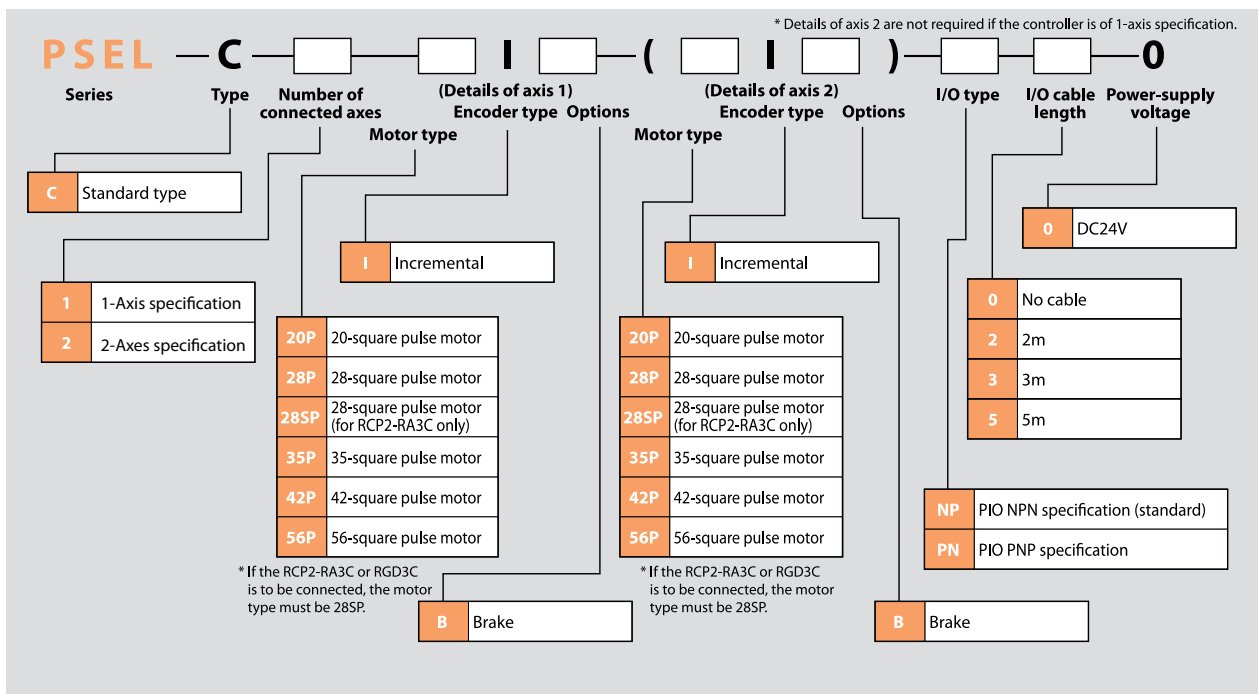 * Details of axis 2 are not required if the controller is of 1-axis specification.
PSEL C I ( I ) 0
Series
Type
Number of
connected axes
(Details of axis 1)
Motor type
Encoder type
Options
(Details of axis 2)
Motor type
Encoder type
Options
I/O type
I/O cable
length
Power-supply
voltage
C Standard type
1 1-Axis specification
2 2-Axes specification
20P 20-square pulse motor
28P 28-square pulse motor
28SP 28-square pulse motor
(for RCP2-RA3C only)
35P 35-square pulse motor
42P 42-square pulse motor
56P 56-square pulse motor
* If the RCP2-RA3C or RGD3C
is to be connected, the motor
type must be 28SP.
I Incremental
B Brake
20P 20-square pulse motor
28P 28-square pulse motor
28SP 28-square pulse motor
(for RCP2-RA3C only)
35P 35-square pulse motor
42P 42-square pulse motor
56P 56-square pulse motor
* If the RCP2-RA3C or RGD3C
is to be connected, the motor
type must be 28SP.
I Incremental
B Brake
NP PIO NPN specification (standard)
PN PIO PNP specification
0 No cable
2 2m
3 3m
5 5m
0 DC24V